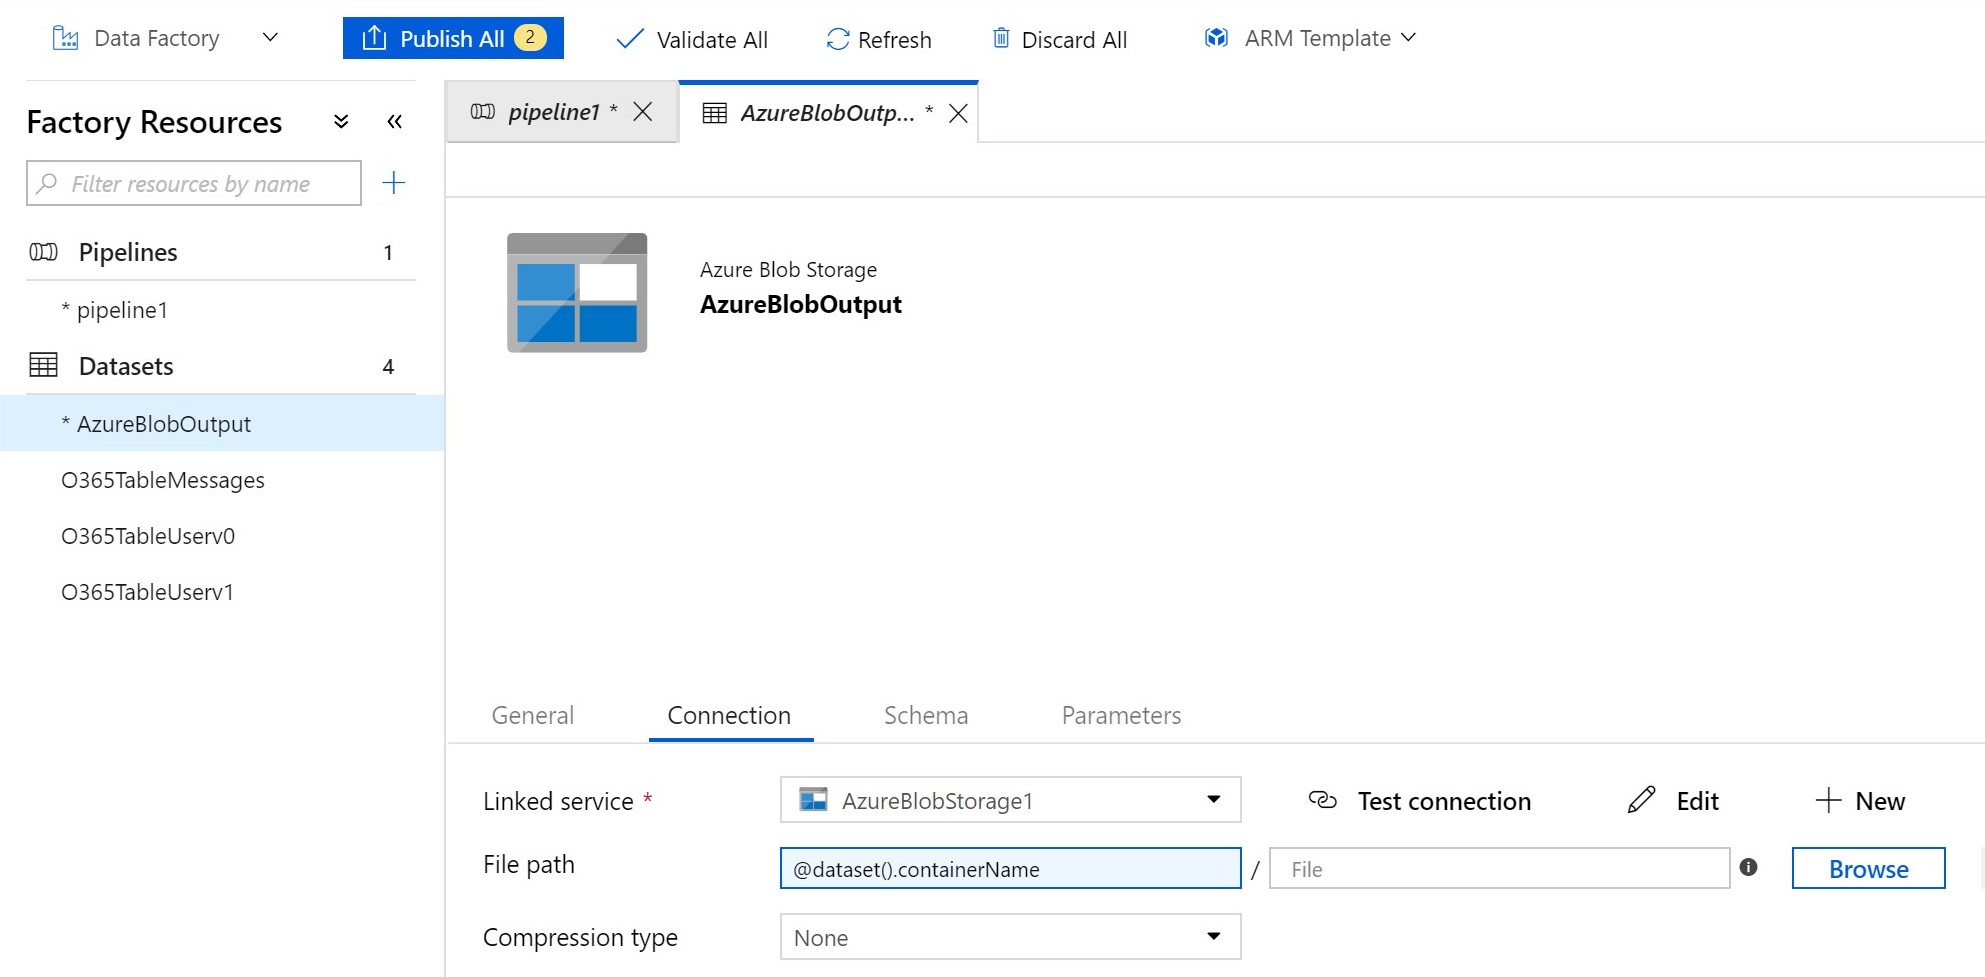 Data Factory
Publish All 2
Validate All
Refresh
Discard All
ARM Template
Factory Resources
Filter resources by name
Pipelines 1
* pipeline1
Datasets 4
* AzureBlobOutput
O365TableMessages
O365TableUserv0
O365TableUserv1
pipeline1 *
AzureBlobOutp... *
Azure Blob Storage
AzureBlobOutput
General Connection Schema Parameters
Linked service * AzureBlobStorage1 Test connection Edit New
File path @dataset().containerName / File Browse
Compression type None